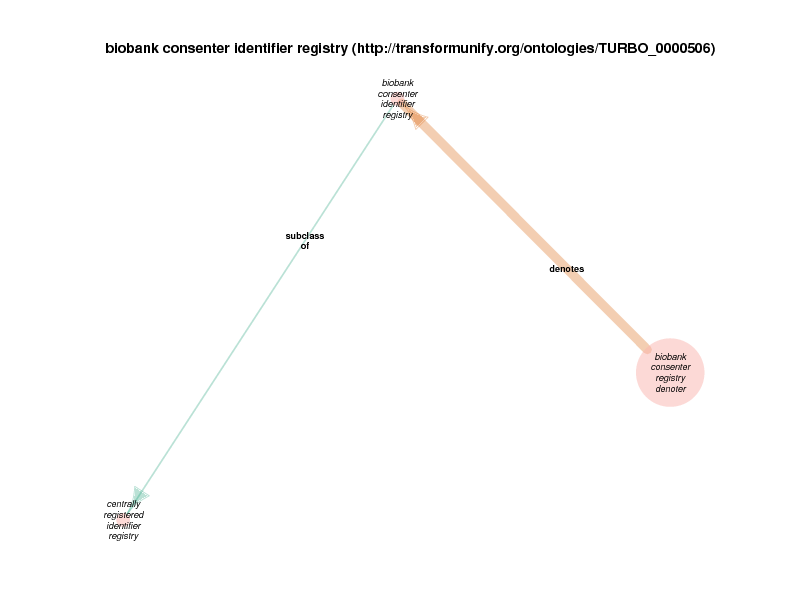 biobank consenter identifier registry (http://transformunify.org/ontologies/TURBO_0000506)
biobank
consenter
identifier
registry
subclass
of
denotes
biobank
consenter
registry
denoter
centrally
registered
identifier
registry